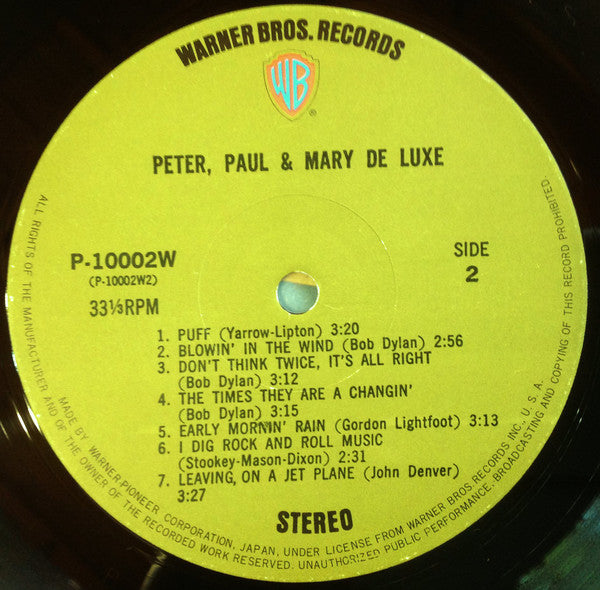 WARNER BROS. RECORDS
WB
®
PETER, PAUL & MARY DE LUXE
P-10002W
(P-10002W2)
33⅓RPM
SIDE
2
1. PUFF (Yarrow-Lipton) 3:20
2. BLOWIN' IN THE WIND (Bob Dylan) 2:56
3. DON'T THINK TWICE, IT'S ALL RIGHT
(Bob Dylan) 3:12
4. THE TIMES THEY ARE A CHANGIN'
(Bob Dylan) 3:15
5. EARLY MORNIN' RAIN (Gordon Lightfoot) 3:13
6. I DIG ROCK AND ROLL MUSIC
(Stookey-Mason-Dixon) 2:31
7. LEAVING, ON A JET PLANE (John Denver)
3:27
STEREO
MADE BY WARNER-PIONEER CORPORATION, JAPAN, UNDER LICENSE FROM WARNER BROS. RECORDS INC. U. S. A.
ALL RIGHTS OF THE MANUFACTURER AND OF THE OWNER OF THE RECORDED WORK RESERVED. UNAUTHORIZED PUBLIC PERFORMANCE, BROADCASTING AND COPYING OF THIS RECORD PROHIBITED.